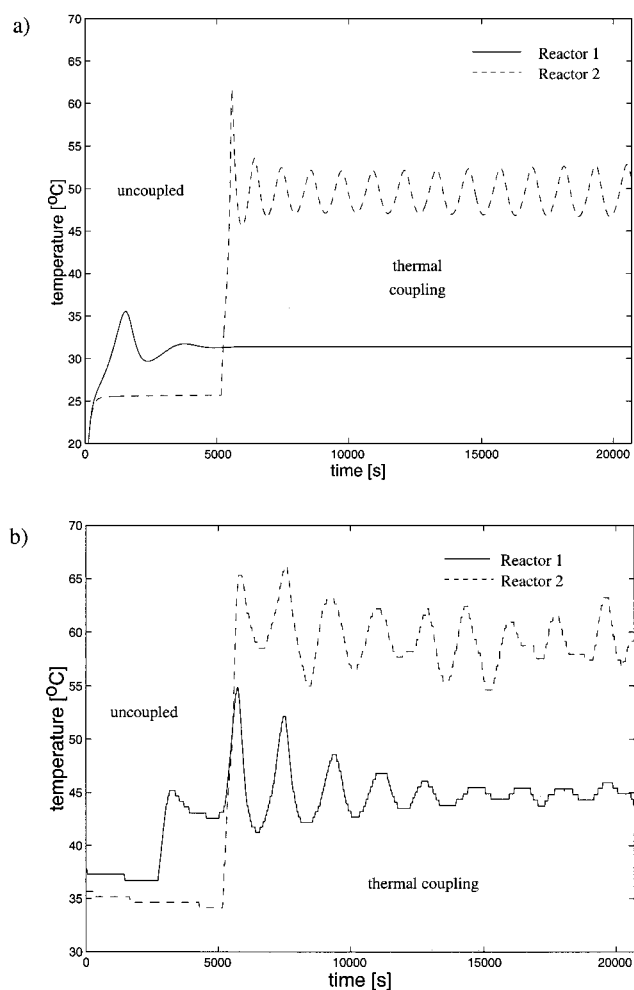 a)
70
65
60
55
50
45
40
35
30
25
20
temperature [°C]
Reactor 1
Reactor 2
uncoupled
thermal
coupling
0
5000
10000
15000
20000
time [s]
b)
70
65
60
55
50
45
40
35
30
temperature [°C]
Reactor 1
Reactor 2
uncoupled
thermal coupling
0
5000
10000
15000
20000
time [s]